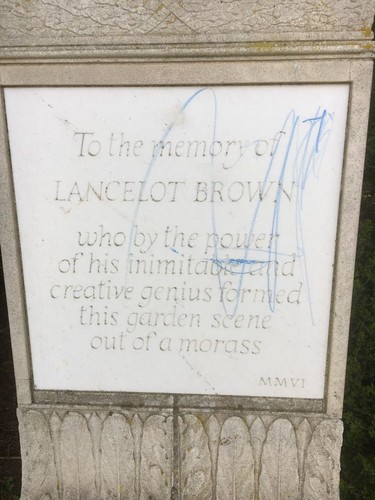 To the memory of
LANCELOT BROWN
who by the power
of his inimitable and
creative genius formed
this garden scene
out of a morass
MMVI